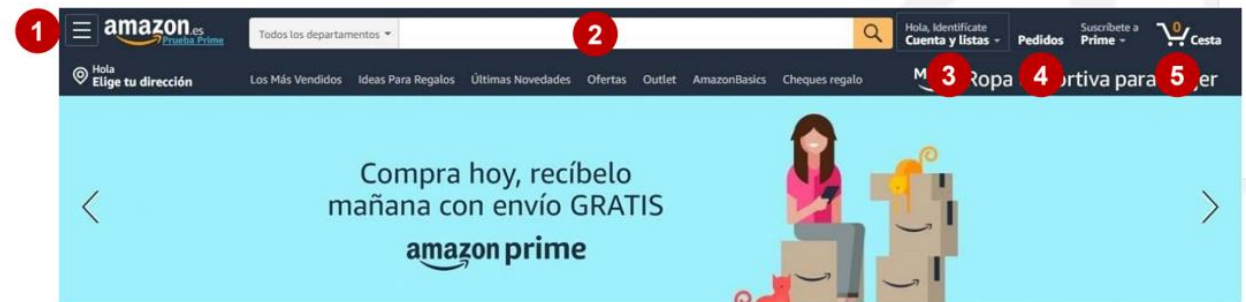 1
amazon.es
Prueba Prime
Todos los departamentos
2
Hola, Identifícate
Cuenta y listas
Pedidos
Suscríbete a
Prime
0
Cesta
Hola
Elige tu dirección
Los Más Vendidos Ideas Para Regalos Últimas Novedades Ofertas Outlet AmazonBasics Cheques regalo
3
Ropa
4
para
5
Compra hoy, recíbelo
mañana con envío GRATIS
amazon prime